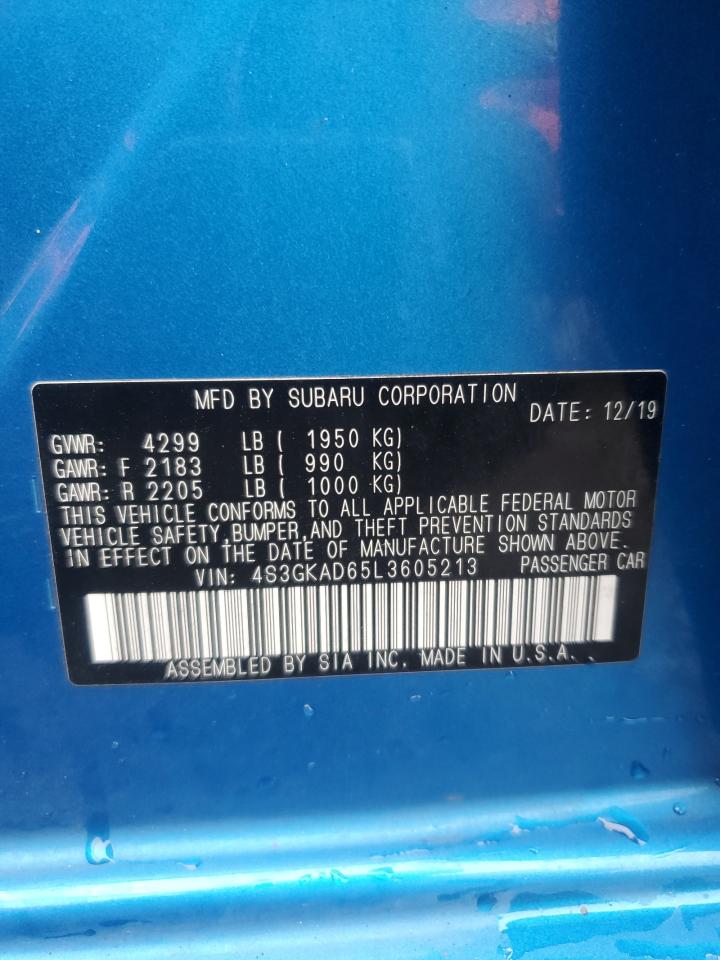 MFD BY SUBARU CORPORATION
DATE: 12/19
GVWR: 4299 LB ( 1950 KG)
GAWR: F 2183 LB ( 990 KG)
GAWR: R 2205 LB ( 1000 KG)
THIS VEHICLE CONFORMS TO ALL APPLICABLE FEDERAL MOTOR
VEHICLE SAFETY,BUMPER,AND THEFT PREVENTION STANDARDS
IN EFFECT ON THE DATE OF MANUFACTURE SHOWN ABOVE.
VIN: 4S3GKAD65L3605213 PASSENGER CAR
ASSEMBLED BY SIA INC. MADE IN U.S.A.